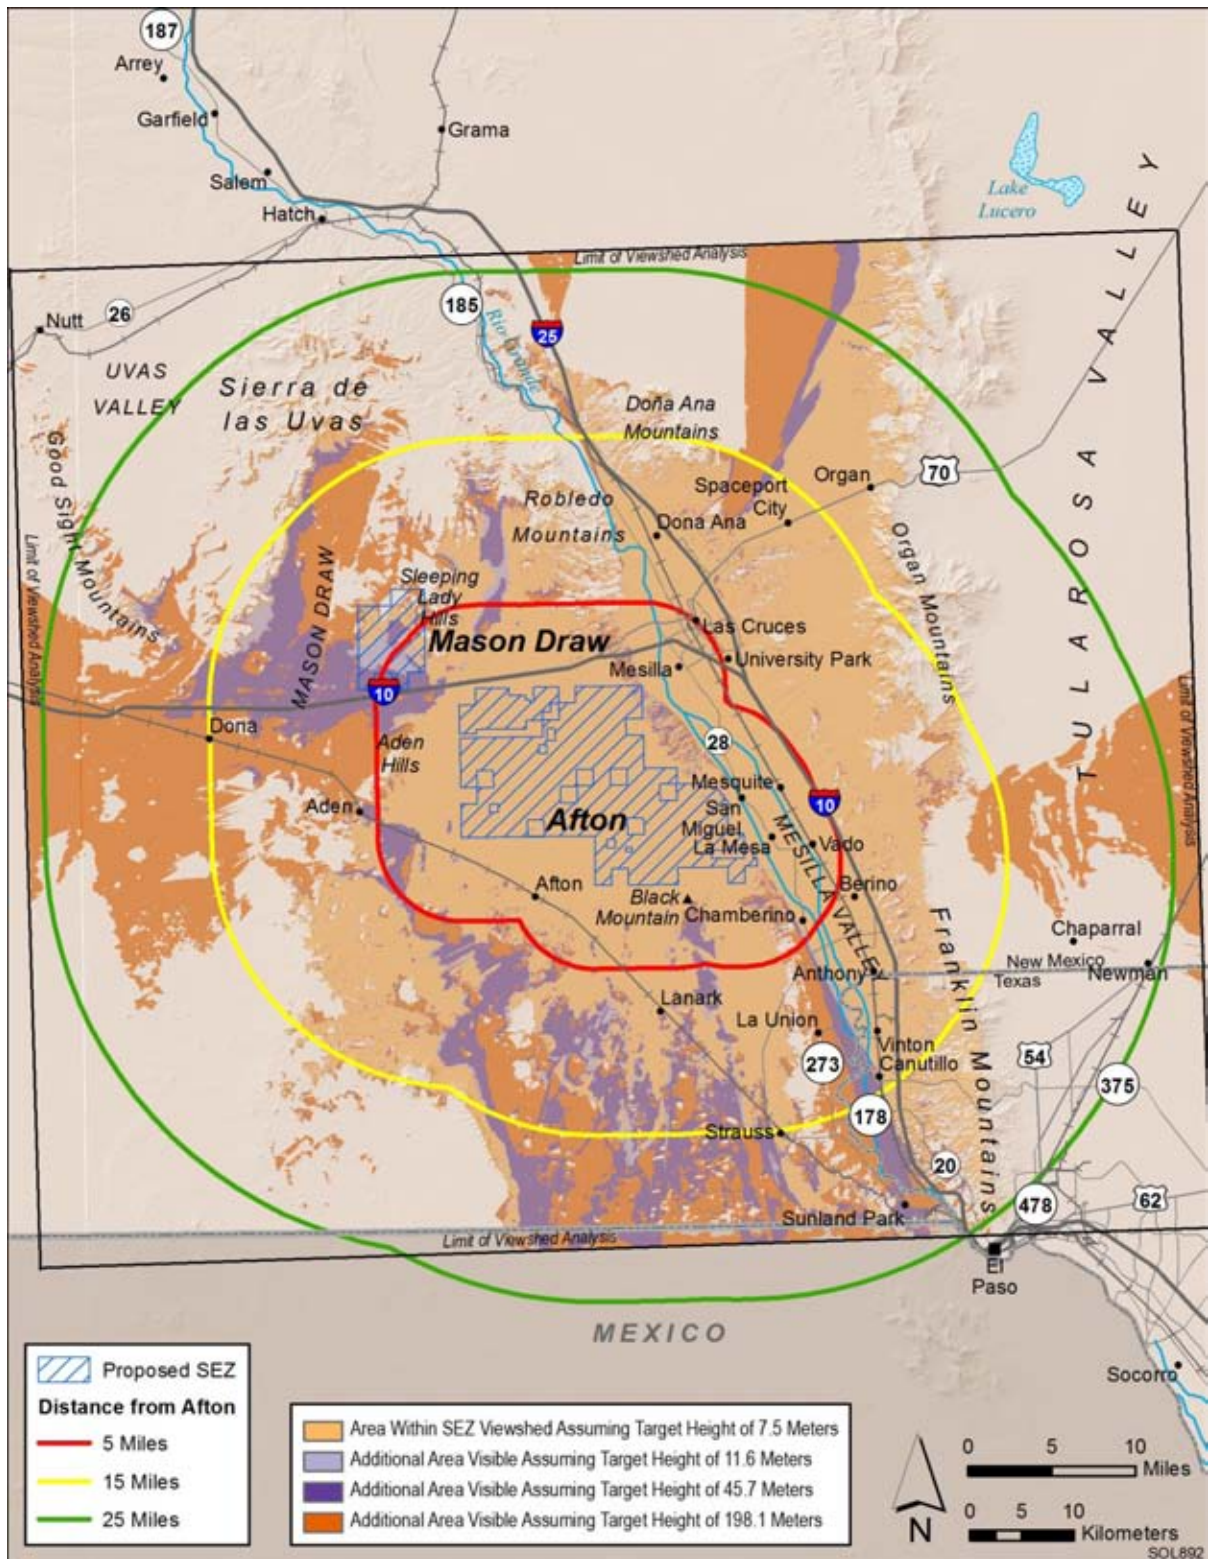 187
Arrey
Garfield
Grama
Salem
Hatch
Lake
Lucero
Limit of Viewshed Analysis
26
185
Nutt
Rio Grande
25
UVAS
VALLEY
Sierra de
las Uvas
Doña Ana
Mountains
Good Sight Mountains
TULAROSA VALLEY
Organ
70
Spaceport
City
Robledo
Mountains
Dona Ana
Organ Mountains
Limit of Viewshed Analysis
MASON DRAW
Sleeping
Lady
Hills
Mason Draw
Las Cruces
Mesilla
University Park
10
Limit of Viewshed Analysis
Dona
Aden
Hills
28
Aden
Mesquite
10
San
Miguel
Afton
La Mesa
Vado
MESILLA VALLEY
Afton
Black
Mountain
Berino
Chamberino
Franklin Mountains
Chaparral
New Mexico
Texas
Newman
Anthony
Lanark
La Union
Vinton
273
Canutillo
54
375
178
Strauss
20
478
62
Sunland Park
Limit of Viewshed Analysis
El
Paso
MEXICO
Socorro
Proposed SEZ
Distance from Afton
5 Miles
15 Miles
25 Miles
Area Within SEZ Viewshed Assuming Target Height of 7.5 Meters
Additional Area Visible Assuming Target Height of 11.6 Meters
Additional Area Visible Assuming Target Height of 45.7 Meters
Additional Area Visible Assuming Target Height of 198.1 Meters
N
0 5 10
Miles
0 5 10
Kilometers
SOL892